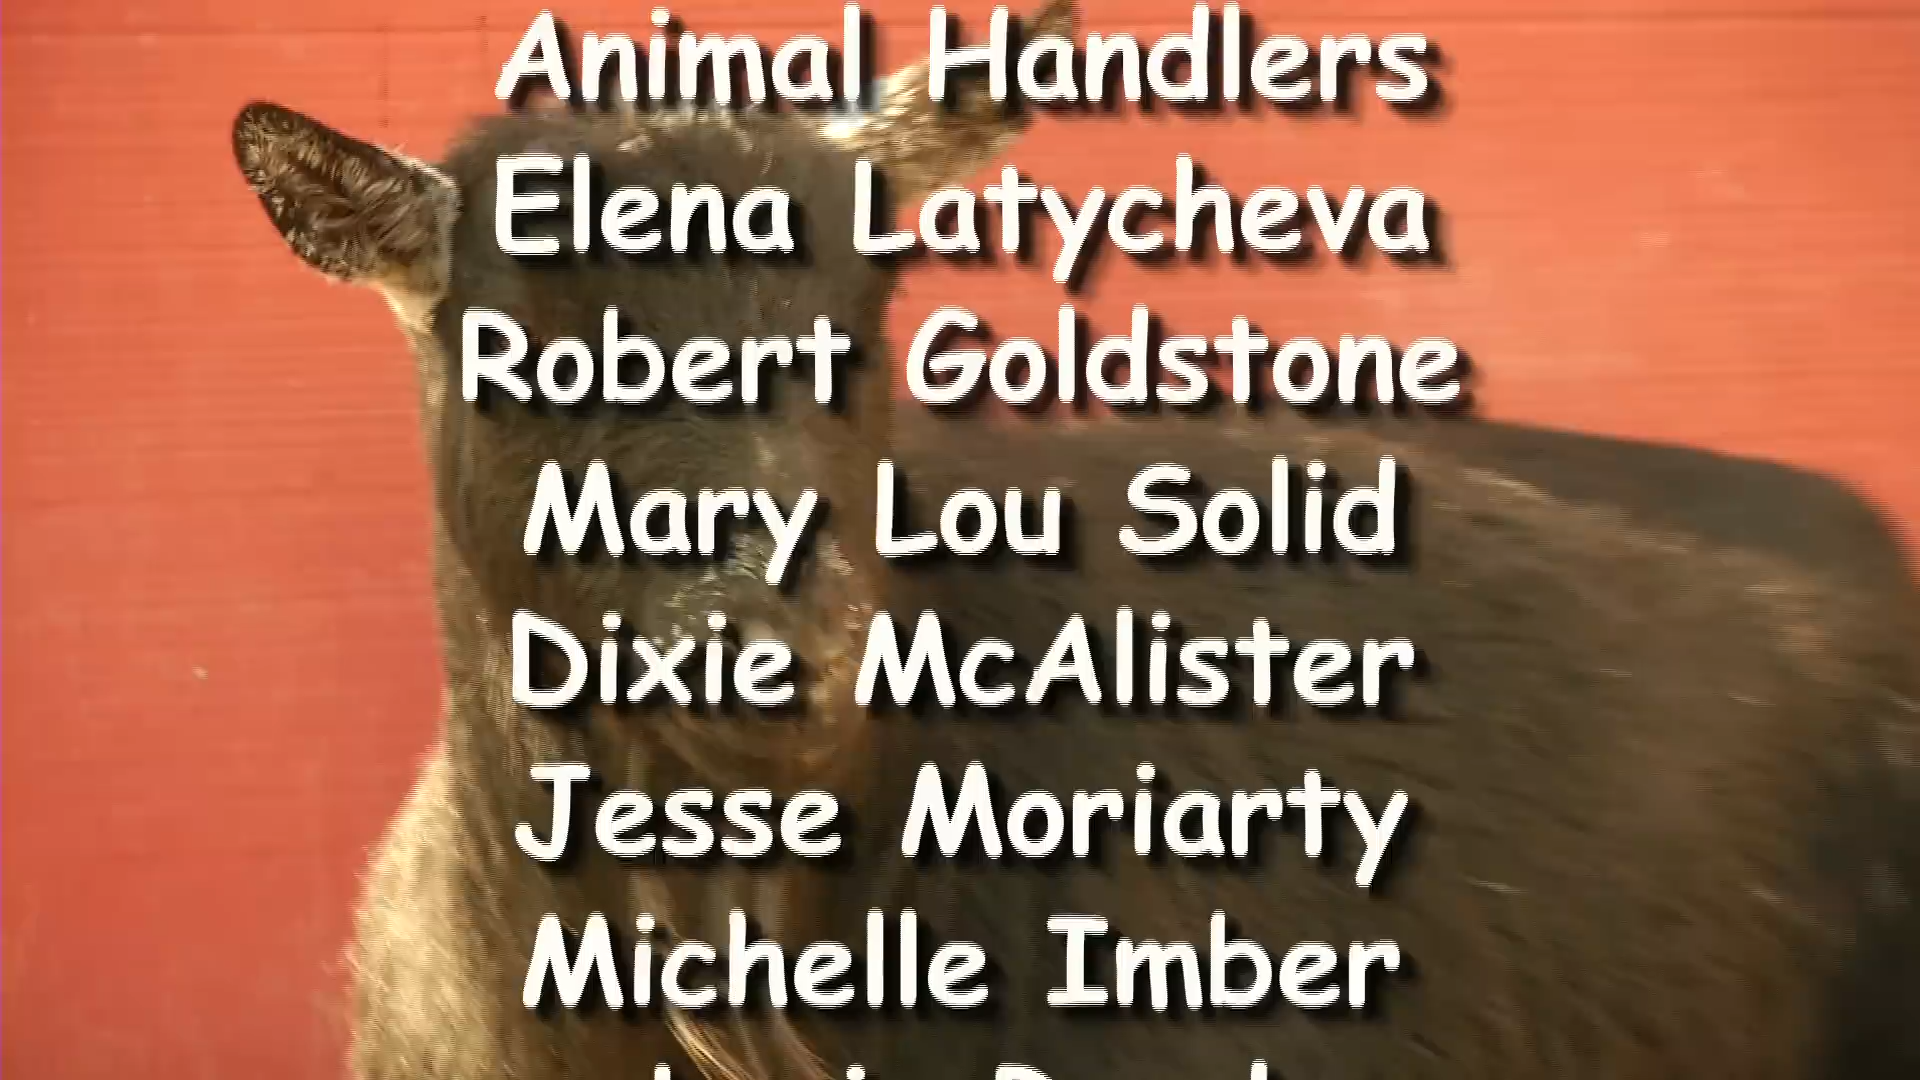 Animal Handlers
Elena Latycheva
Robert Goldstone
Mary Lou Solid
Dixie McAlister
Jesse Moriarty
Michelle Imber